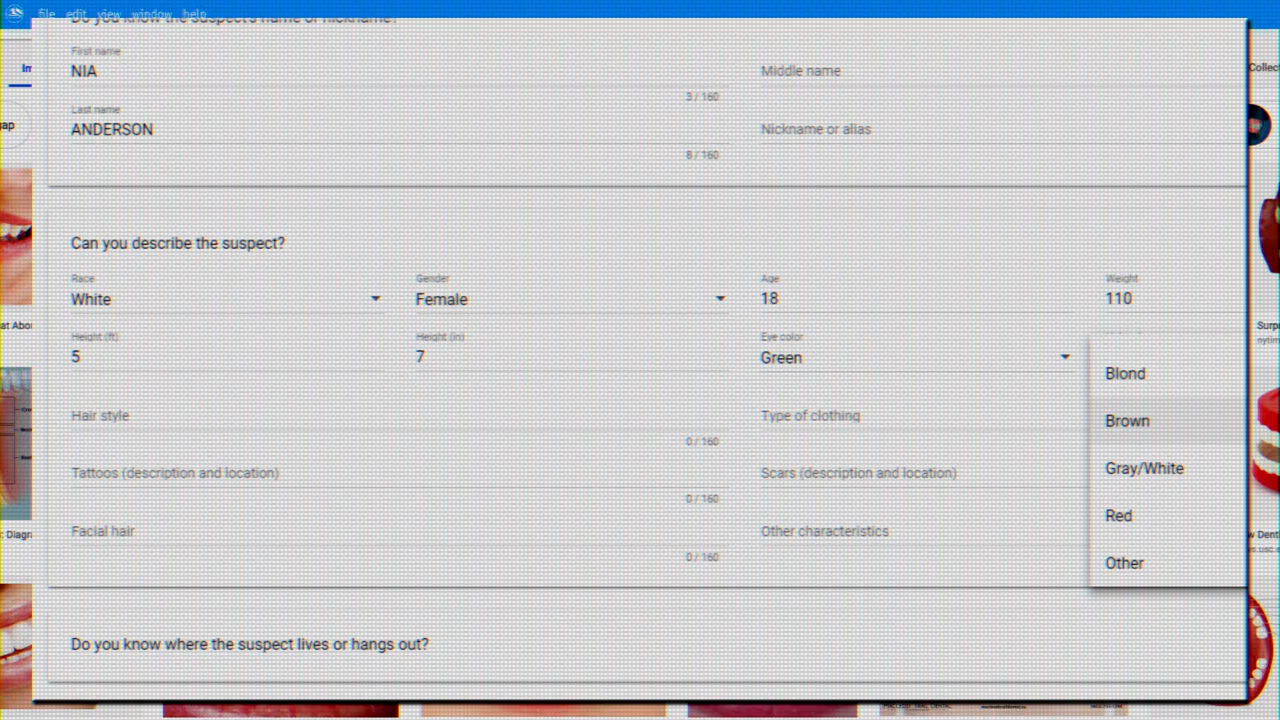 file edit view window help
Do you know the suspect's name or nickname?
First name
NIA
Middle name
3 / 160
Last name
ANDERSON
Nickname or alias
8 / 160
Can you describe the suspect?
Race Gender Age Weight
White Female 18 110
Height (ft) Height (in) Eye color
5 7 Green
Blond
Hair style Type of clothing
Brown
0 / 160
Tattoos (description and location) Scars (description and location)
Gray/White
0 / 160
Red
Facial hair Other characteristics
0 / 160
Other
Do you know where the suspect lives or hangs out?